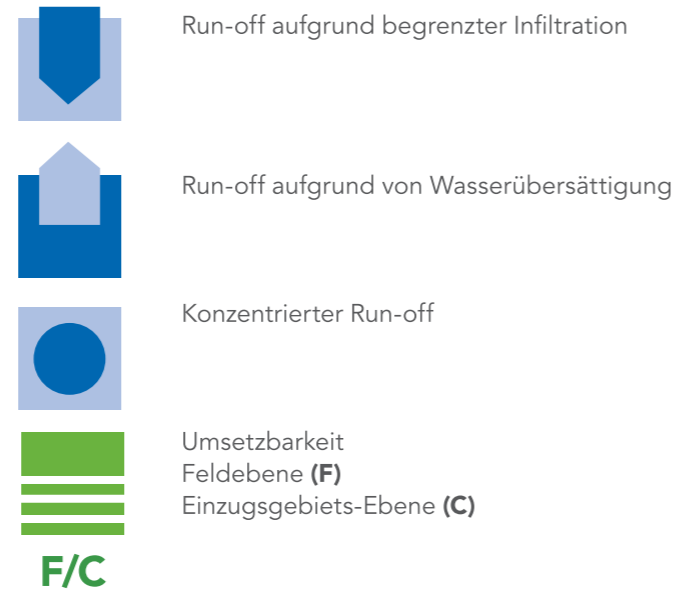 Run-off aufgrund begrenzter Infiltration
Run-off aufgrund von Wasserübersättigung
Konzentrierter Run-off
Umsetzbarkeit
Feldebene (F)
Einzugsgebiets-Ebene (C)
F/C